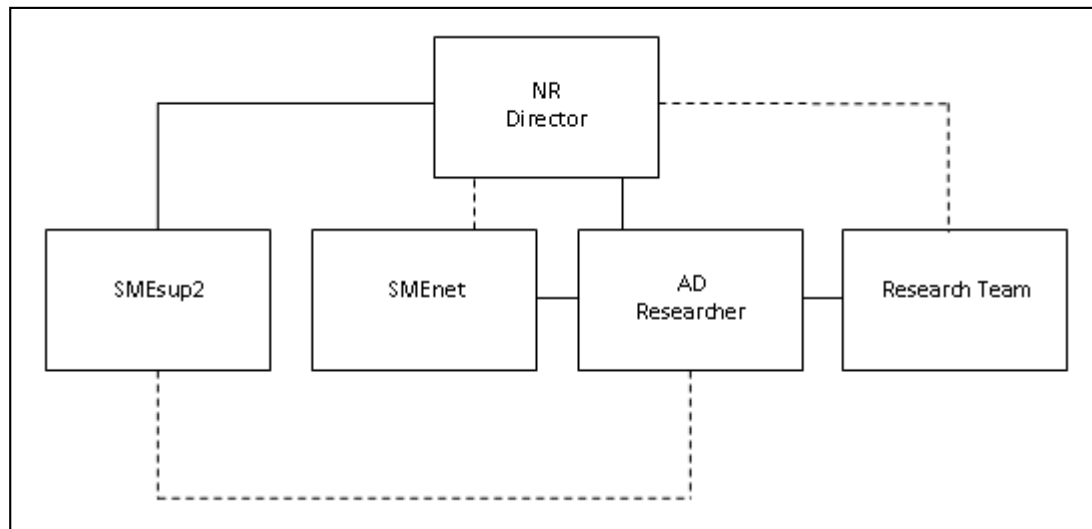 NR
Director
SMEsup2
SMEnet
AD
Researcher
Research Team